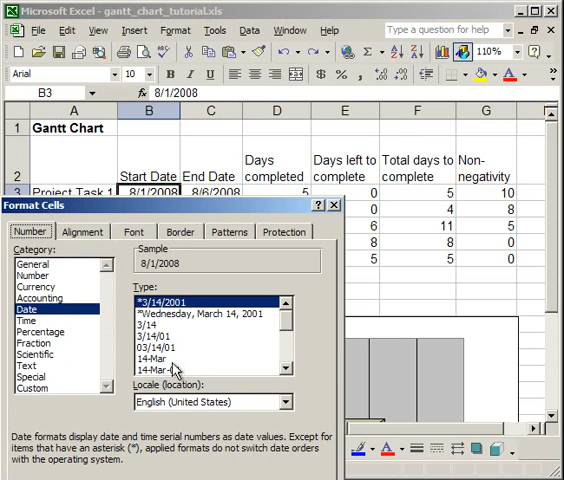 Microsoft Excel - gantt_chart_tutorial.xls
File Edit View Insert Format Tools Data Window Help Type a question for help
110%
Arial 10 B I U $ % ,
B3 fx 8/1/2008
A B C D E F G
1 Gantt Chart
2 Start Date End Date Days completed Days left to complete Total days to complete Non-negativity
3 Project Task 1 8/1/2008 8/6/2008 5 0 5 10
0 4 8
6 11 5
8 8 0
5 5 0
Format Cells
Number Alignment Font Border Patterns Protection
Category:
General
Number
Currency
Accounting
Date
Time
Percentage
Fraction
Scientific
Text
Special
Custom
Sample
8/1/2008
Type:
*3/14/2001
*Wednesday, March 14, 2001
3/14
3/14/01
03/14/01
14-Mar
Locale (location):
English (United States)
Date formats display date and time serial numbers as date values. Except for
items that have an asterisk (*), applied formats do not switch date orders
with the operating system.